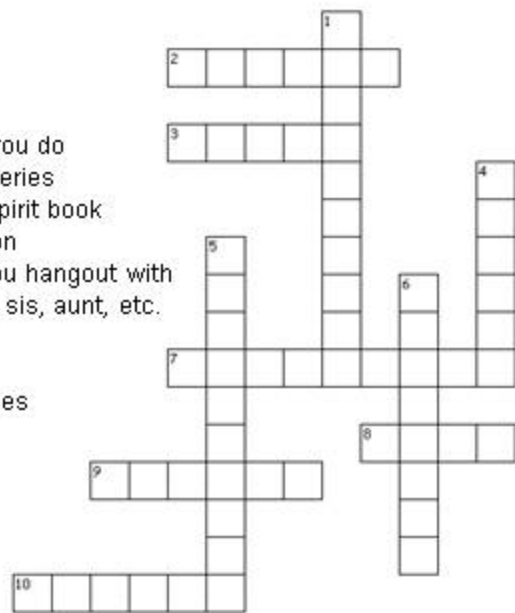 1
2
3
ou do
4
eries
pirit book
5
on
ou hangout with
6
sis, aunt, etc.
7
es
8
9
10